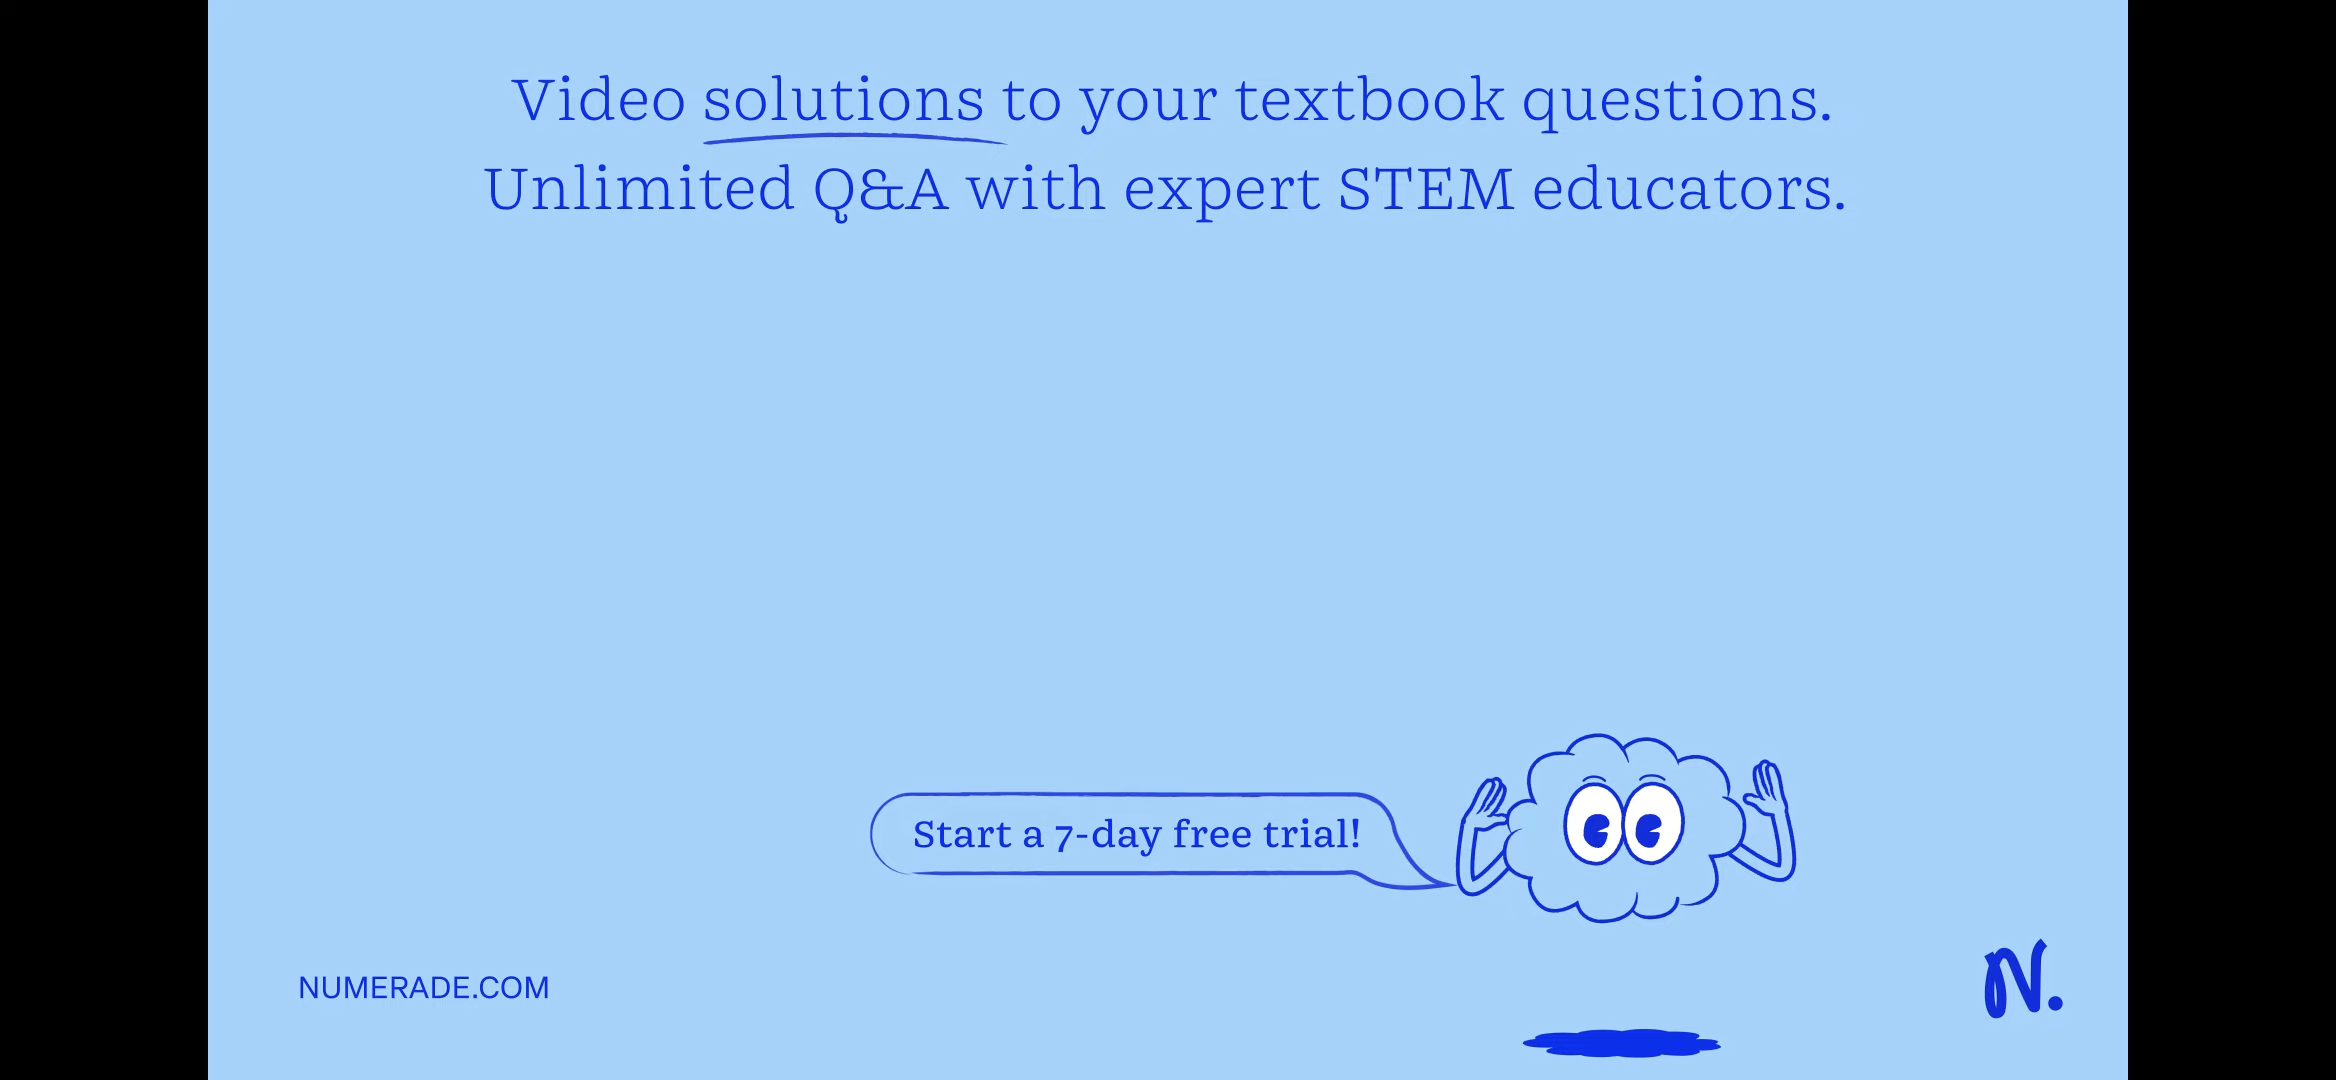 Video solutions to your textbook questions.
Unlimited Q&A with expert STEM educators.
Start a 7-day free trial!
NUMERADE.COM
N.